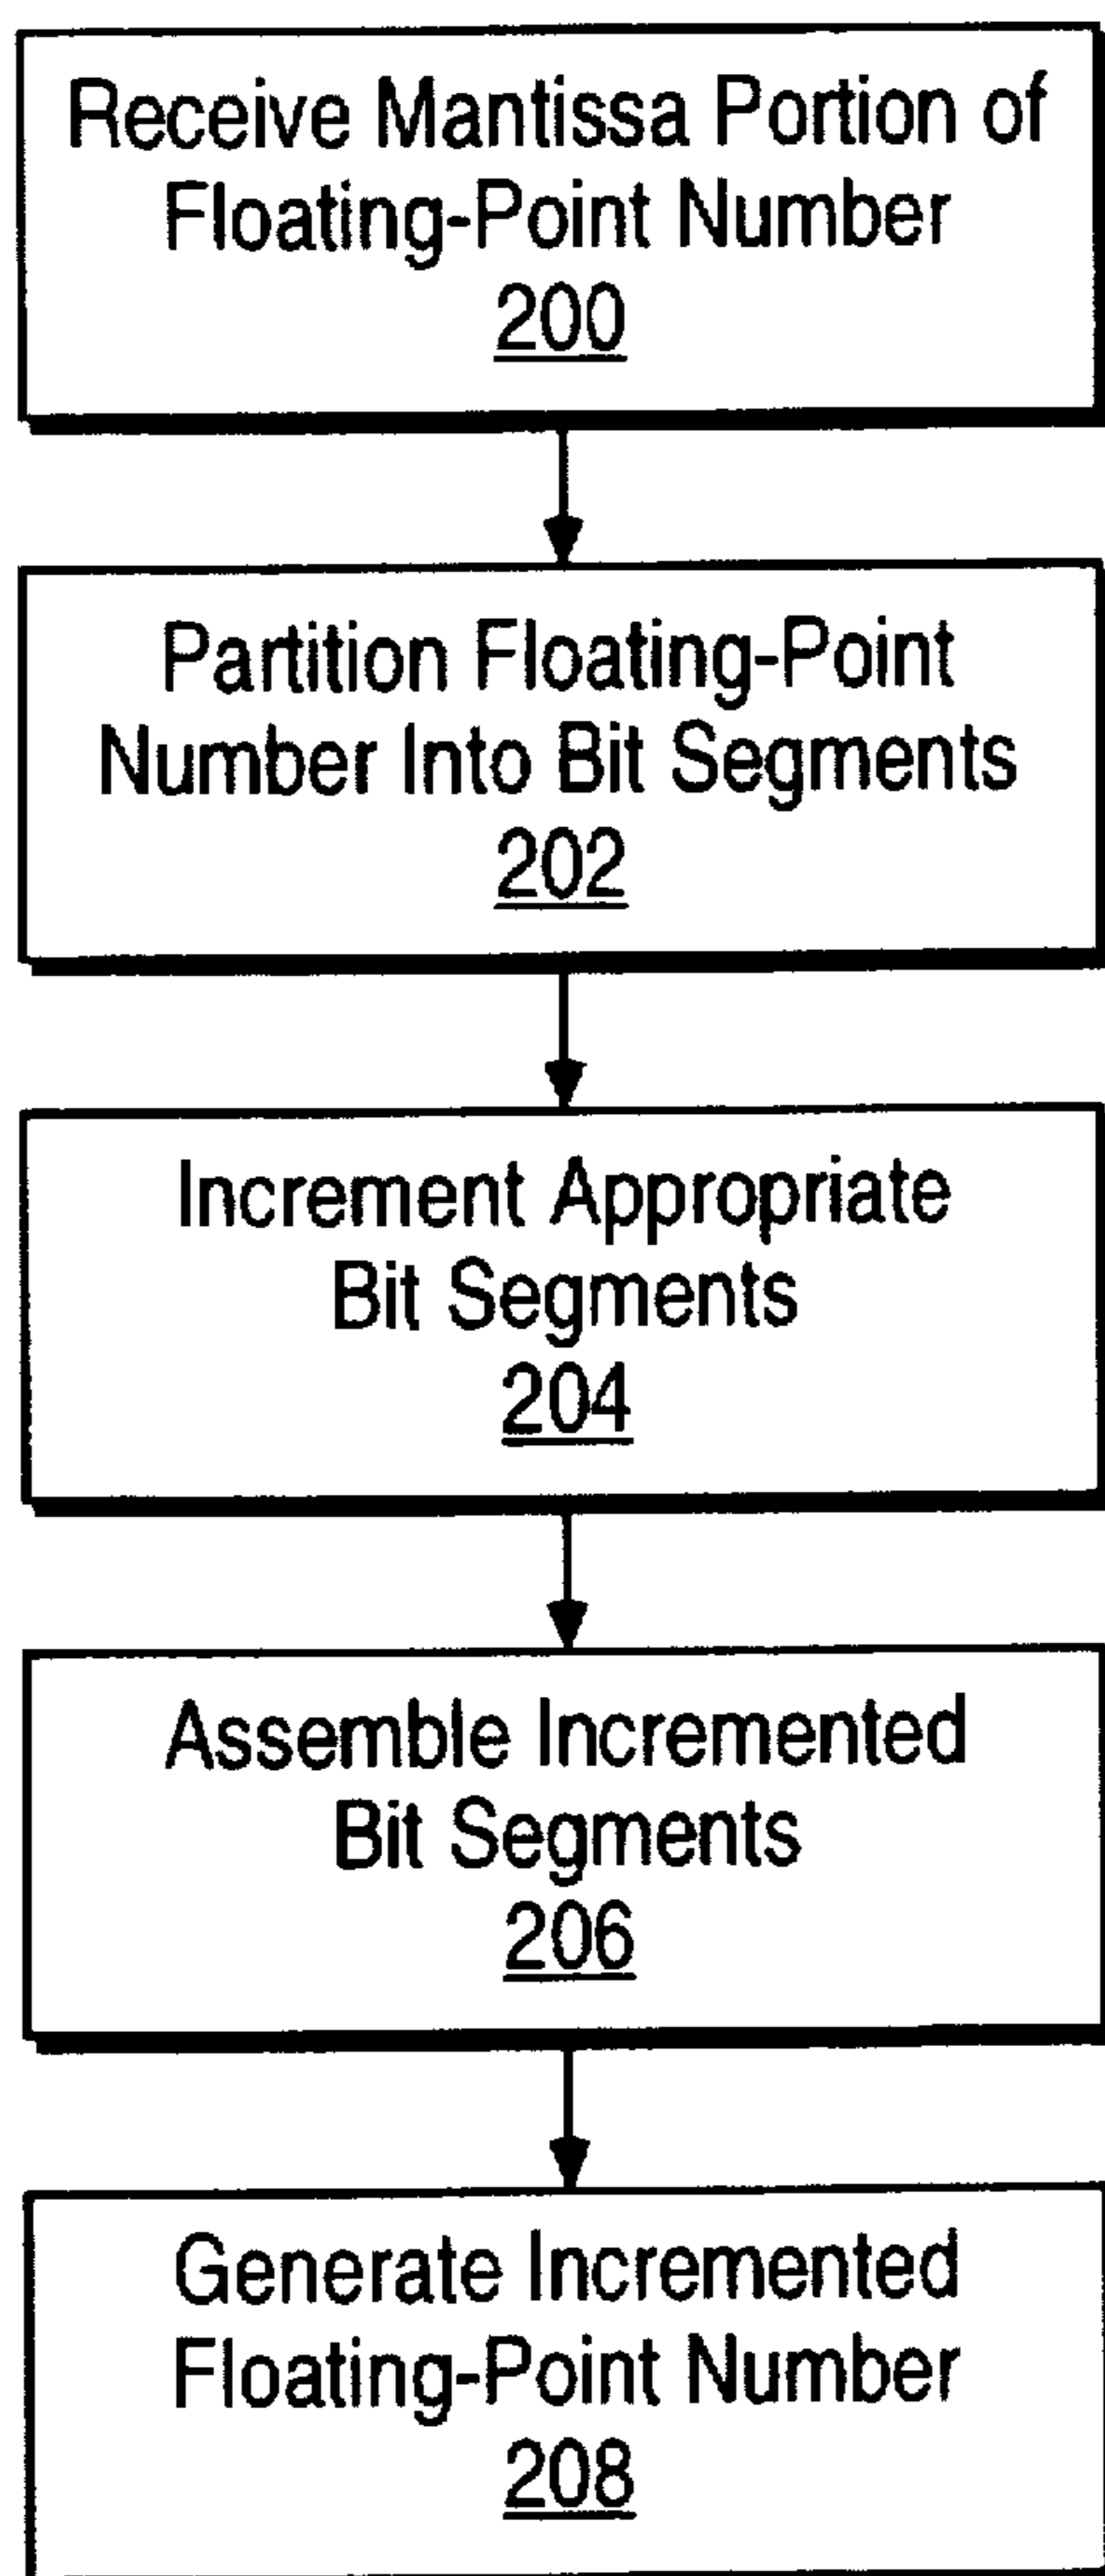 Receive Mantissa Portion of
Floating-Point Number
200
Partition Floating-Point
Number Into Bit Segments
202
Increment Appropriate
Bit Segments
204
Assemble Incremented
Bit Segments
206
Generate Incremented
Floating-Point Number
208